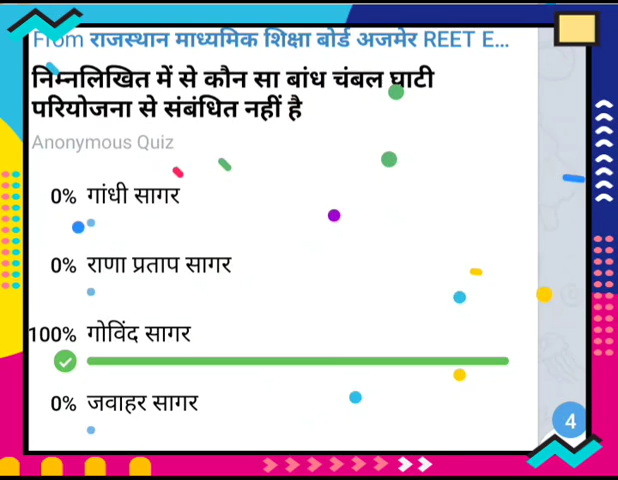 From राजस्थान माध्यमिक शिक्षा बोर्ड अजमेर REET E...
निम्नलिखित में से कौन सा बांध चंबल घाटी
परियोजना से संबंधित नहीं है
Anonymous Quiz
0% गांधी सागर
0% राणा प्रताप सागर
100% गोविंद सागर
0% जवाहर सागर
4